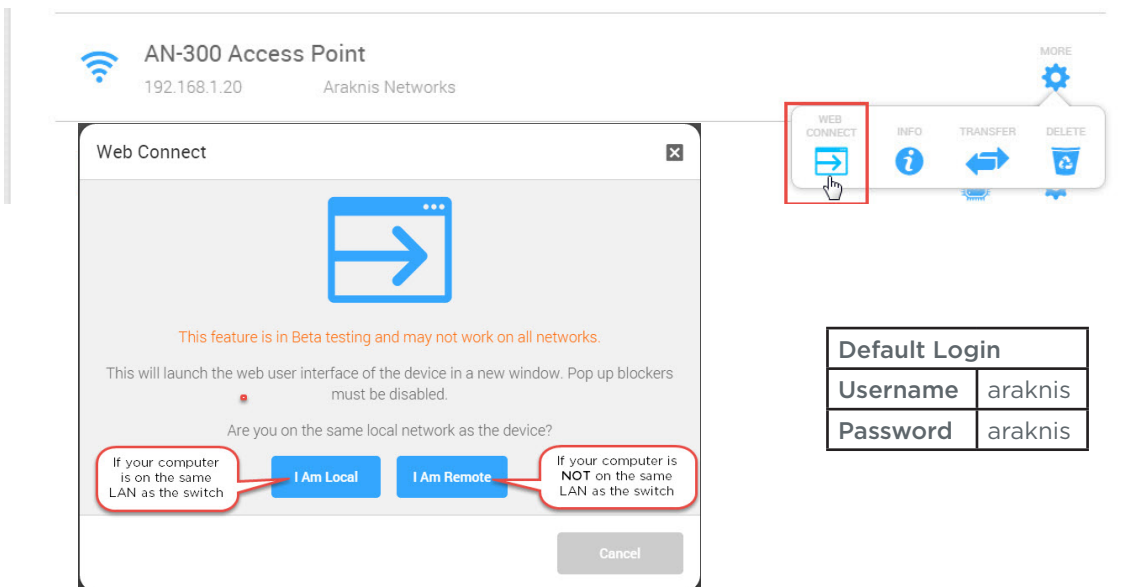 AN-300 Access Point
MORE
192.168.1.20 Araknis Networks
WEB
CONNECT
INFO
TRANSFER
DELETE
Web Connect
This feature is in Beta testing and may not work on all networks.
This will launch the web user interface of the device in a new window. Pop up blockers
must be disabled.
Are you on the same local network as the device?
If your computer
is on the same
LAN as the switch
I Am Local
I Am Remote
If your computer is
NOT on the same
LAN as the switch
Cancel
Default Login
Username araknis
Password araknis